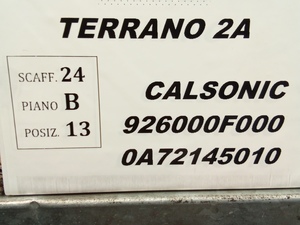 TERRANO 2A
SCAFF. 24
PIANO B
POSIZ. 13
CALSONIC
926000F000
0A72145010